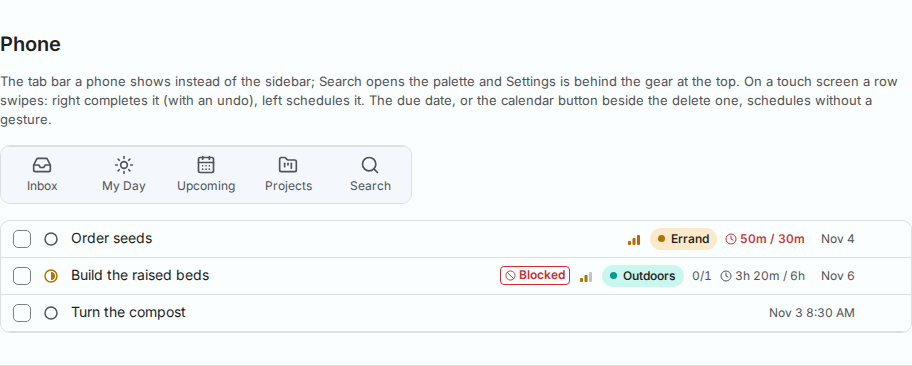 Phone
The tab bar a phone shows instead of the sidebar; Search opens the palette and Settings is behind the gear at the top. On a touch screen a row
swipes: right completes it (with an undo), left schedules it. The due date, or the calendar button beside the delete one, schedules without a
gesture.
Inbox My Day Upcoming Projects Search
Order seeds Errand 50m / 30m Nov 4
Build the raised beds Blocked Outdoors 0/1 3h 20m / 6h Nov 6
Turn the compost Nov 3 8:30 AM